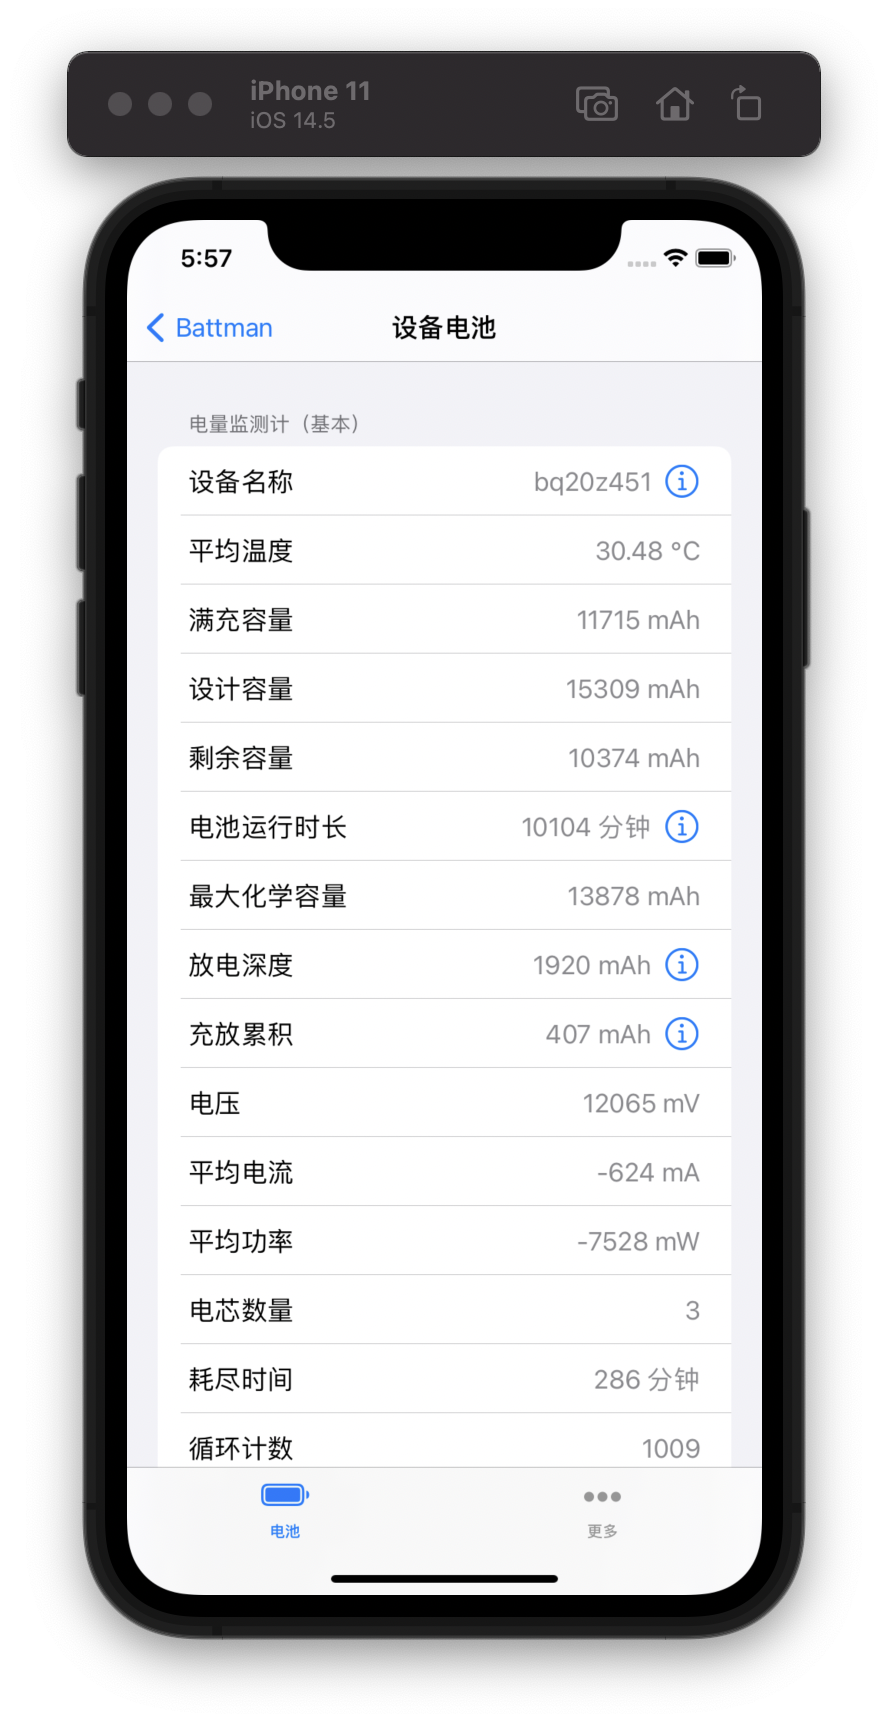 iPhone 11
iOS 14.5
5:57
Battman
设备电池
电量监测计（基本）
设备名称 bq20z451
平均温度 30.48 °C
满充容量 11715 mAh
设计容量 15309 mAh
剩余容量 10374 mAh
电池运行时长 10104 分钟
最大化学容量 13878 mAh
放电深度 1920 mAh
充放累积 407 mAh
电压 12065 mV
平均电流 -624 mA
平均功率 -7528 mW
电芯数量 3
耗尽时间 286 分钟
循环计数 1009
电池 更多